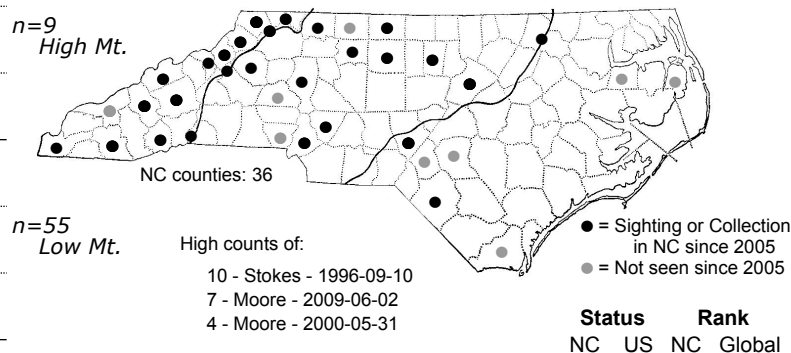 n=9
High Mt.
NC counties: 36
n=55
Low Mt.
High counts of:
10 - Stokes - 1996-09-10
7 - Moore - 2009-06-02
4 - Moore - 2000-05-31
= Sighting or Collection
in NC since 2005
= Not seen since 2005
Status Rank
NC US NC Global